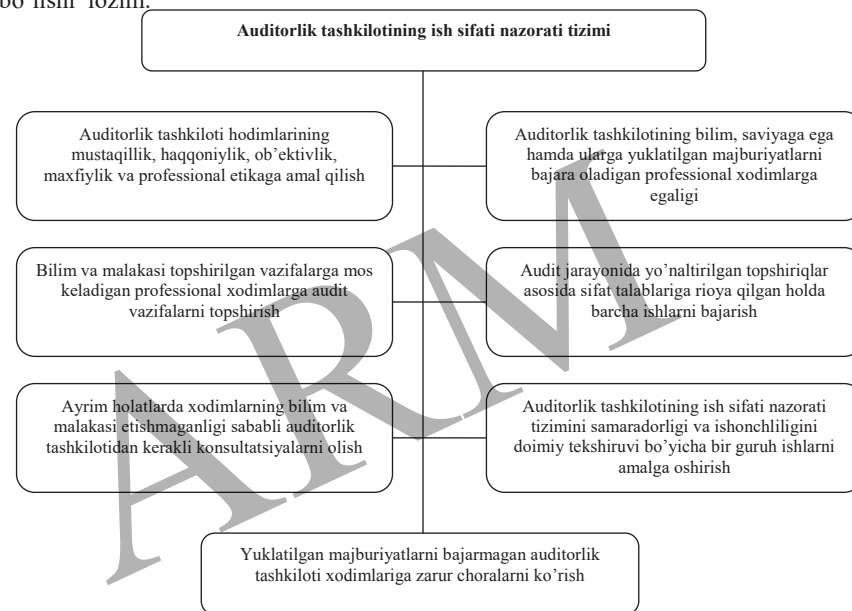 bo'lishi lozim.
Auditorlik tashkilotining ish sifati nazorati tizimi
Auditorlik tashkiloti hodimlarining
mustaqillik, haqqoniylik, ob'ektivlik,
maxfiylik va professional etikaga amal qilish
Auditorlik tashkilotining bilim, saviyaga ega
hamda ularga yuklatilgan majburiyatlarni
bajara oladigan professional xodimlarga
egaligi
Bilim va malakasi topshirilgan vazifalarga mos
keladigan professional xodimlarga audit
vazifalarni topshirish
Audit jarayonida yo'naltirilgan topshiriqlar
asosida sifat talablariga rioya qilgan holda
barcha ishlarni bajarish
Ayrim holatlarda xodimlarning bilim va
malakasi etishmaganligi sababli auditorlik
tashkilotidan kerakli konsultatsiyalarni olish
Auditorlik tashkilotining ish sifati nazorati
tizimini samaradorligi va ishonchliligini
doimiy tekshiruvi bo'yicha bir guruh ishlarni
amalga oshirish
Yuklatilgan majburiyatlarni bajarmagan auditorlik
tashkiloti xodimlariga zarur choralarni ko'rish
ARM